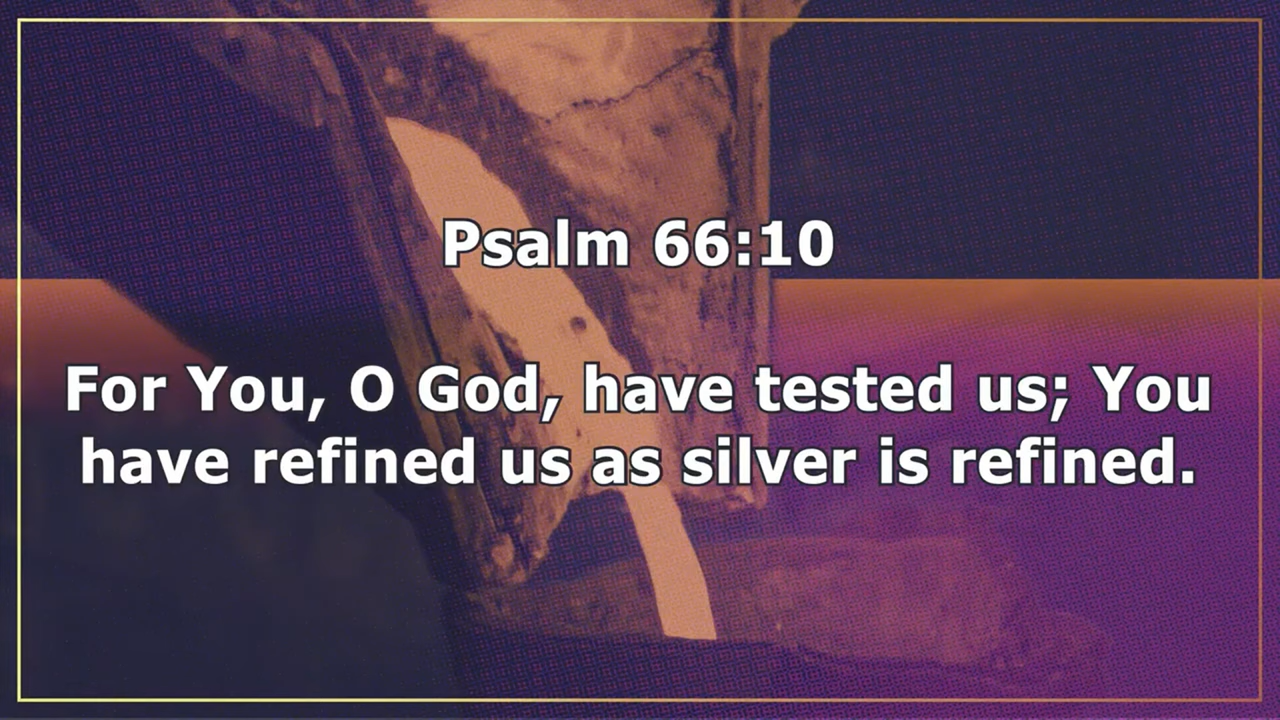 Psalm 66:10
For You, O God, have tested us; You
have refined us as silver is refined.